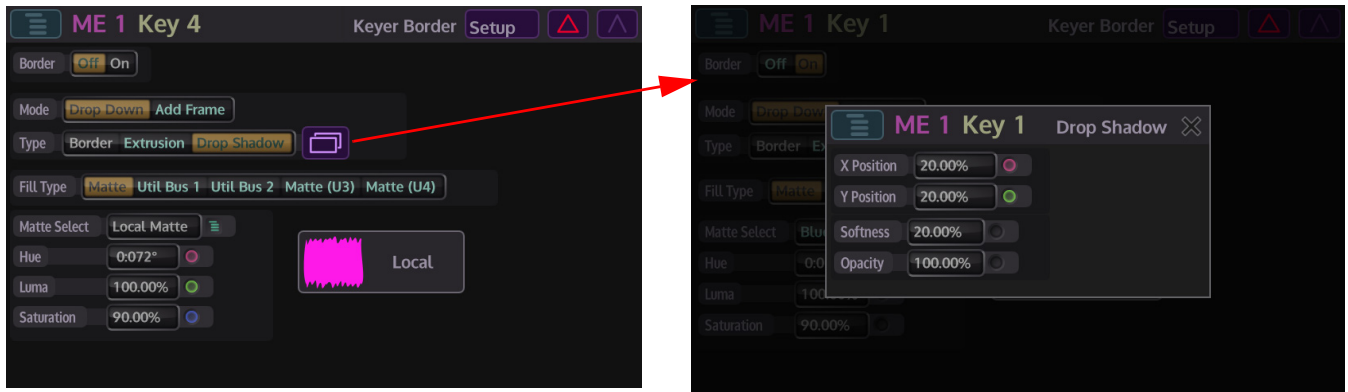 ME 1 Key 4 Keyer Border Setup
Border Off On
Mode Drop Down Add Frame
Type Border Extrusion Drop Shadow
Fill Type Matte Util Bus 1 Util Bus 2 Matte (U3) Matte (U4)
Matte Select Local Matte
Hue 0:072°
Local
Luma 100.00%
Saturation 90.00%
ME 1 Key 1 Keyer Border Setup
Border Off On
Mode Drop Down
Type Border
Fill Type Matte
Matte Select
Hue
Luma
Saturation 90.00%
ME 1 Key 1 Drop Shadow
X Position 20.00%
Y Position 20.00%
Softness 20.00%
Opacity 100.00%